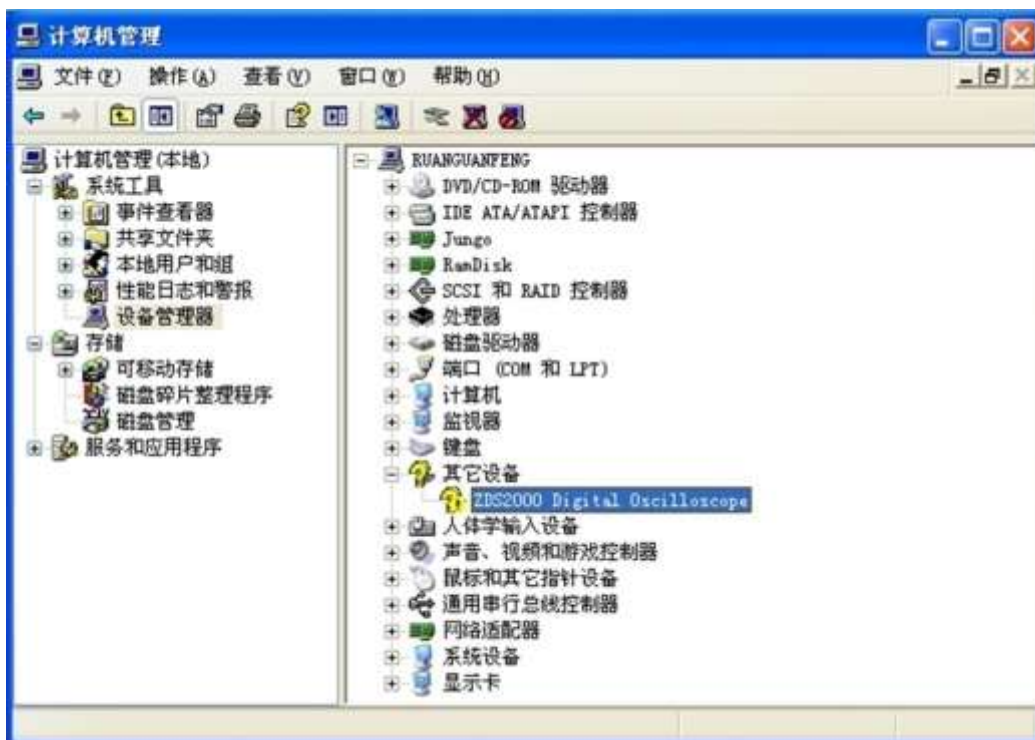 计算机管理
文件(F) 操作(A) 查看(V) 窗口(W) 帮助(H)
计算机管理(本地)
系统工具
事件查看器
共享文件夹
本地用户和组
性能日志和警报
设备管理器
存储
可移动存储
磁盘碎片整理程序
磁盘管理
服务和应用程序
RUANGUANFENG
DVD/CD-ROM 驱动器
IDE ATA/ATAPI 控制器
Jungo
RamDisk
SCSI 和 RAID 控制器
处理器
磁盘驱动器
端口 (COM 和 LPT)
计算机
监视器
键盘
其它设备
ZDS2000 Digital Oscilloscope
人体学输入设备
声音、视频和游戏控制器
鼠标和其它指针设备
通用串行总线控制器
网络适配器
系统设备
显示卡